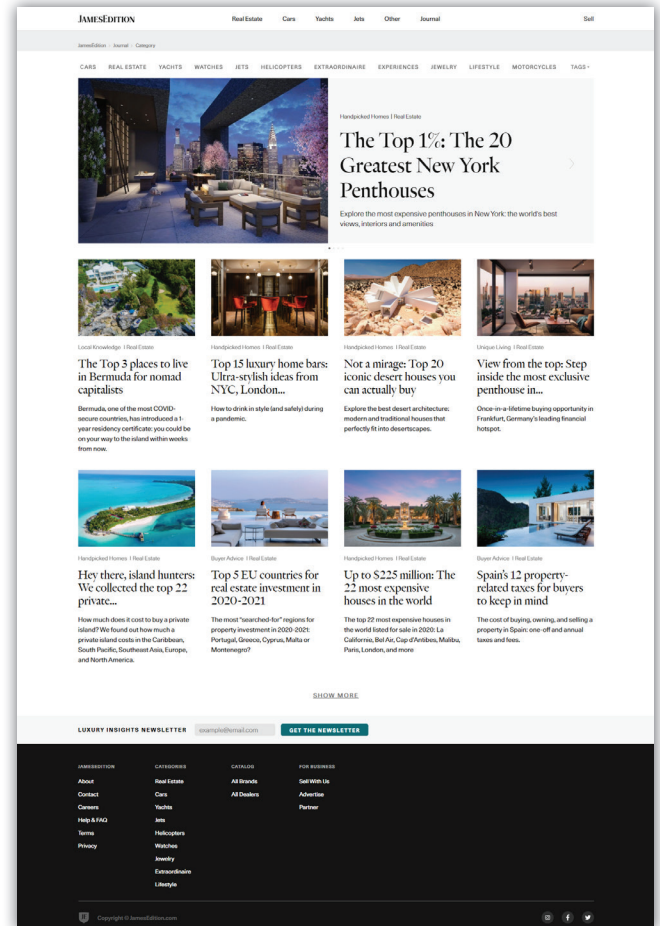 JAMESEDITION
Real Estate Cars Yachts Jets Other Journal Sell
JamesEdition Journal Category
CARS REAL ESTATE YACHTS WATCHES JETS HELICOPTERS EXTRAORDINAIRE EXPERIENCES JEWELRY LIFESTYLE MOTORCYCLES TAGS
Handpicked Homes | Real Estate
The Top 1%: The 20
Greatest New York
Penthouses
Explore the most expensive penthouses in New York: the world's best
views, interiors and amenities
Local Knowledge | Real Estate
The Top 3 places to live
in Bermuda for nomad
capitalists
Bermuda, one of the most COVID-
secure countries, has introduced a 1-
year residency certificate: you could be
on your way to the island within weeks
from now.
Handpicked Homes | Real Estate
Top 15 luxury home bars:
Ultra-stylish ideas from
NYC, London...
How to drink in style (and safely) during
a pandemic.
Handpicked Homes | Real Estate
Not a mirage: Top 20
iconic desert houses you
can actually buy
Explore the best desert architecture:
modern and traditional houses that
perfectly fit into desertscapes.
Unique Living | Real Estate
View from the top: Step
inside the most exclusive
penthouse in...
Once-in-a-lifetime buying opportunity in
Frankfurt, Germany's leading financial
hotspot.
Handpicked Homes | Real Estate
Hey there, island hunters:
We collected the top 22
private...
How much does it cost to buy a private
island? We found out how much a
private island costs in the Caribbean,
South Pacific, Southeast Asia, Europe,
and North America.
Buyer Advice | Real Estate
Top 5 EU countries for
real estate investment in
2020-2021
The most "searched-for" regions for
property investment in 2020-2021:
Portugal, Greece, Cyprus, Malta or
Montenegro?
Handpicked Homes | Real Estate
Up to $225 million: The
22 most expensive
houses in the world
The top 22 most expensive houses in
the world listed for sale in 2020: La
Californie, Bel Air, Cap d'Antibes, Malibu,
Paris, London, and more
Buyer Advice | Real Estate
Spain's 12 property-
related taxes for buyers
to keep in mind
The cost of buying, owning, and selling a
property in Spain: one-off and annual
taxes and fees.
SHOW MORE
LUXURY INSIGHTS NEWSLETTER example@email.com GET THE NEWSLETTER
JAMESEDITION
About
Contact
Careers
Help & FAQ
Terms
Privacy
CATEGORIES
Real Estate
Cars
Yachts
Jets
Helicopters
Watches
Jewelry
Extraordinaire
Lifestyle
CATALOG
All Brands
All Dealers
FOR BUSINESS
Sell With Us
Advertise
Partner
Copyright © JamesEdition.com